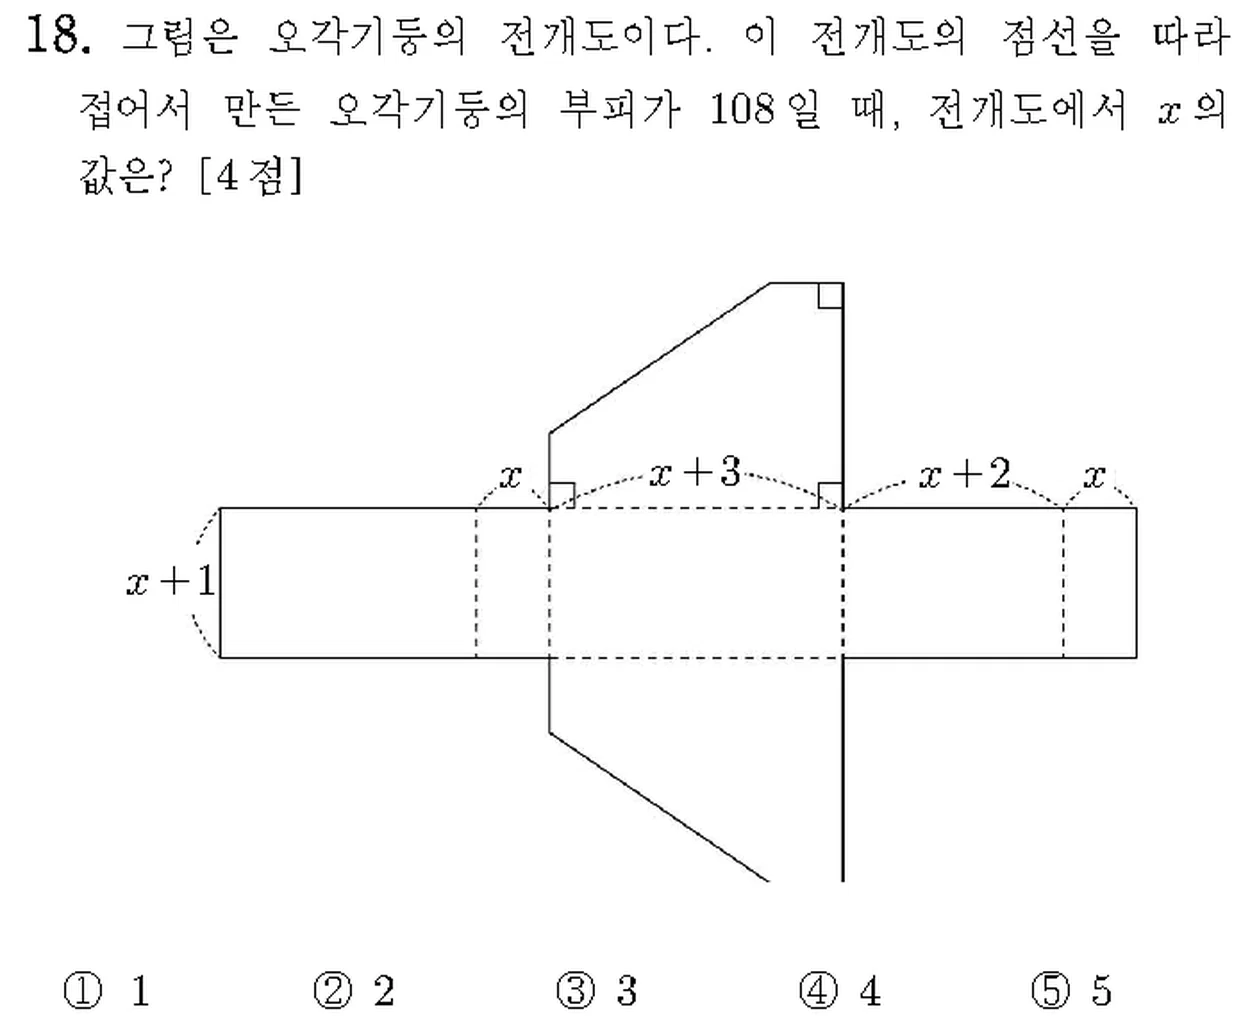 18. 그림은 오각기둥의 전개도이다. 이 전개도의 점선을 따라
접어서 만든 오각기둥의 부피가 108일 때, 전개도에서 x의
값은? [4점]
x
x+3
x+2
x
x+1
① 1 ② 2 ③ 3 ④ 4 ⑤ 5